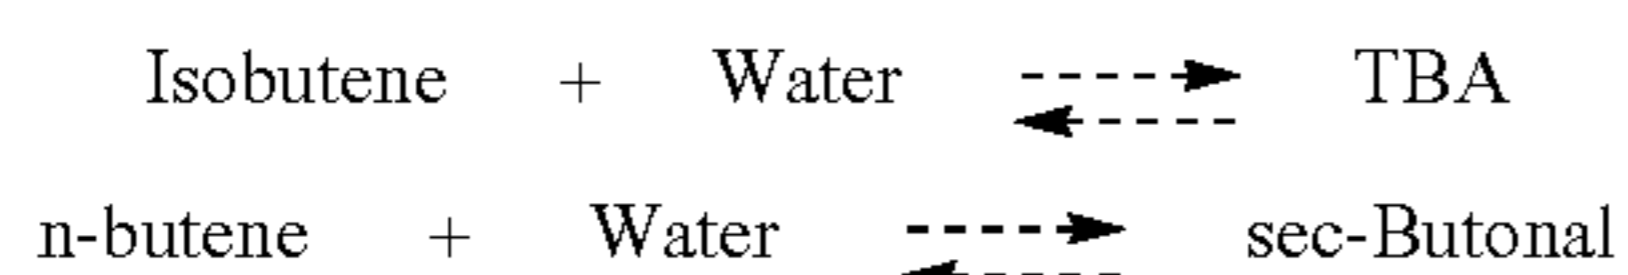 Isobutene + Water ⇄ TBA
n-butene + Water ⇄ sec-Butonal